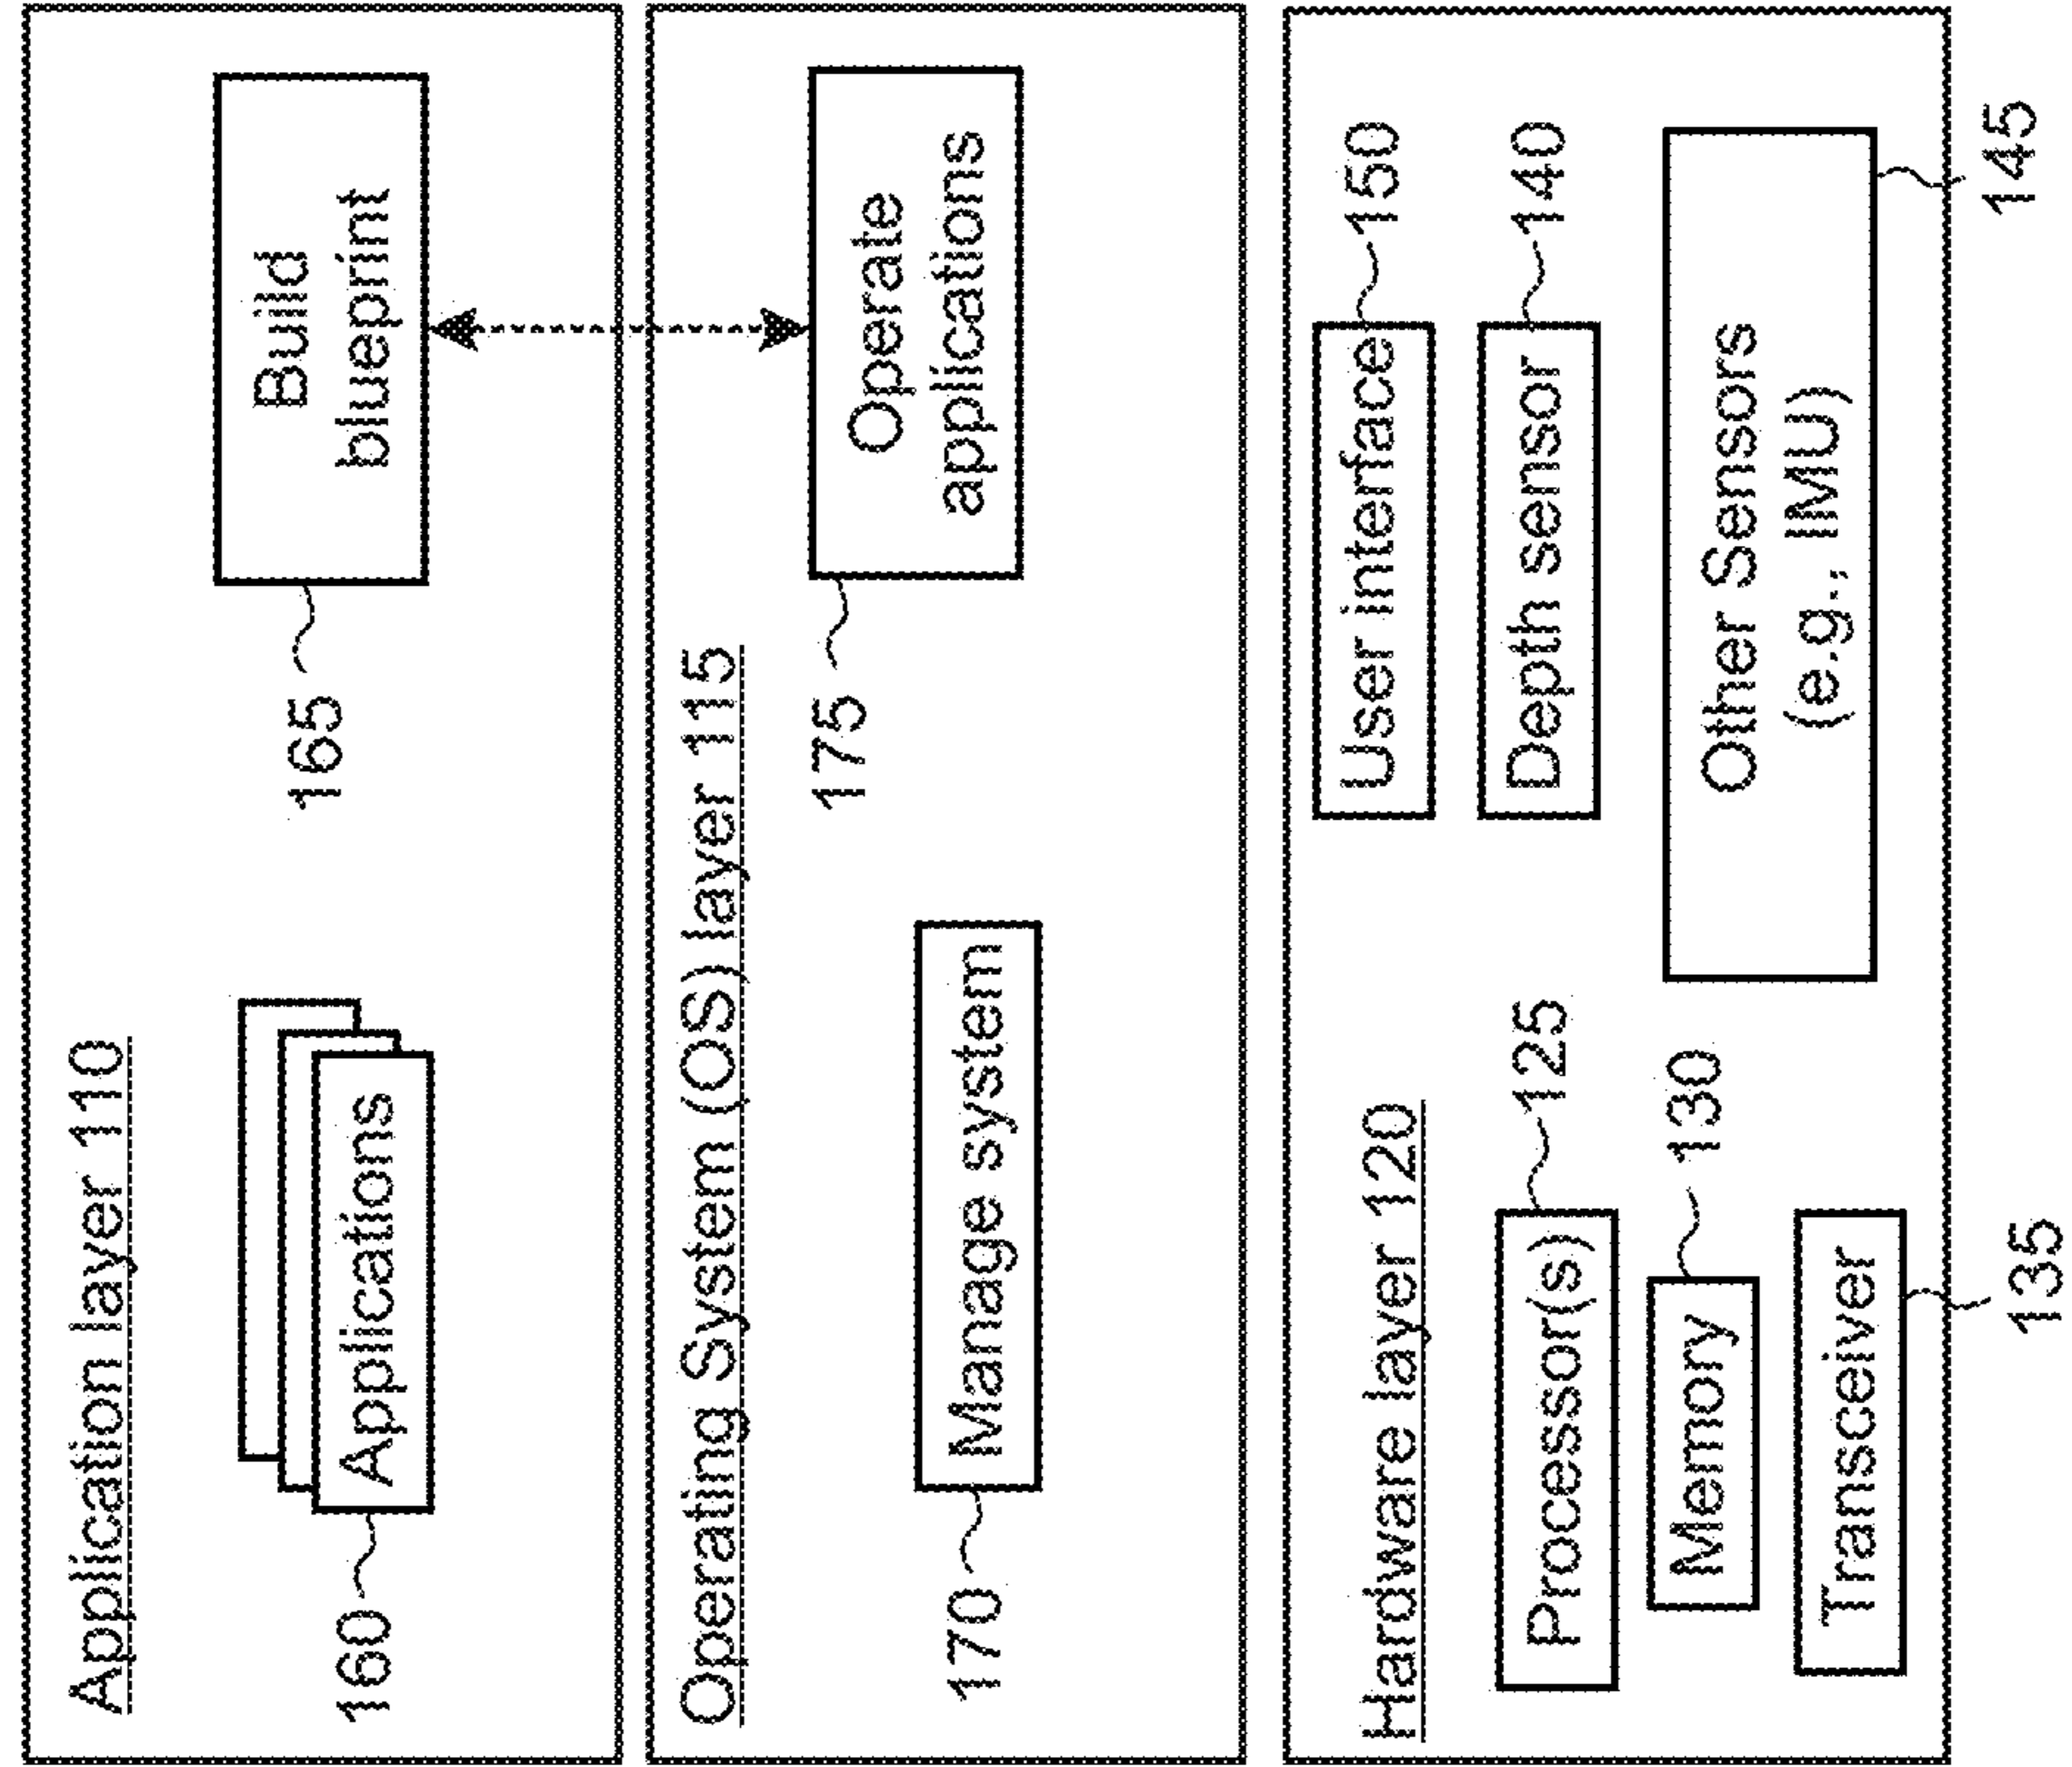 Application layer 110
Applications
160
Build
blueprint
165
Operating System (OS) layer 115
Manage system
170
Operate
applications
175
Hardware layer 120
Processor(s)
125
Memory
130
Transceiver
135
User interface
150
Depth sensor
140
Other Sensors
(e.g., IMU)
145